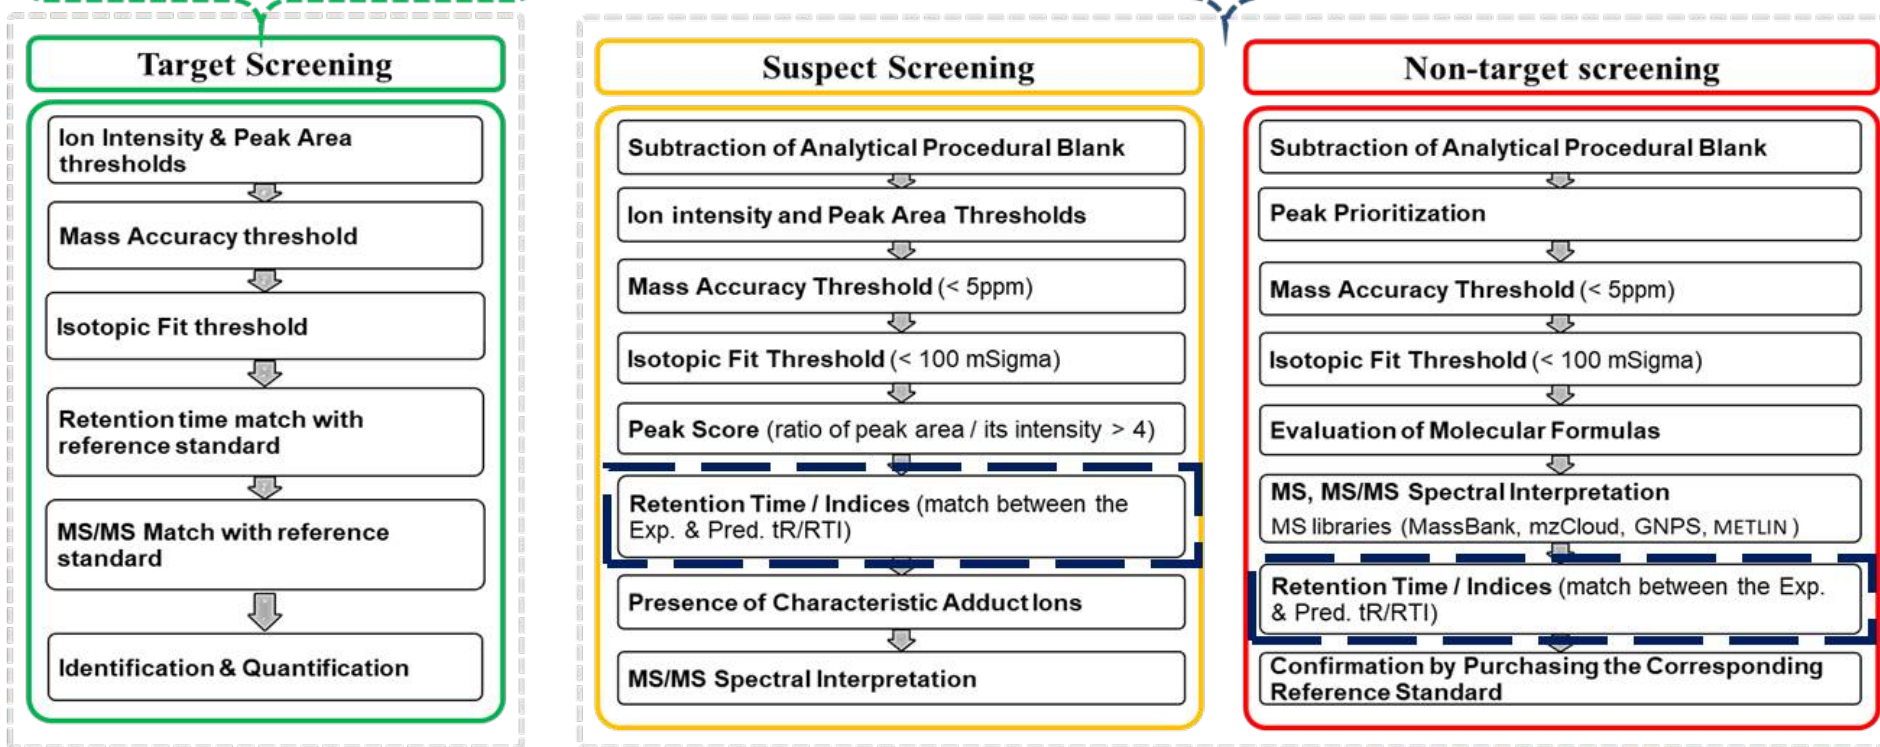 Target Screening
Ion Intensity & Peak Area
thresholds
Mass Accuracy threshold
Isotopic Fit threshold
Retention time match with
reference standard
MS/MS Match with reference
standard
Identification & Quantification
Suspect Screening
Subtraction of Analytical Procedural Blank
Ion intensity and Peak Area Thresholds
Mass Accuracy Threshold (< 5ppm)
Isotopic Fit Threshold (< 100 mSigma)
Peak Score (ratio of peak area / its intensity > 4)
Retention Time / Indices (match between the
Exp. & Pred. tR/RTI)
Presence of Characteristic Adduct Ions
MS/MS Spectral Interpretation
Non-target screening
Subtraction of Analytical Procedural Blank
Peak Prioritization
Mass Accuracy Threshold (< 5ppm)
Isotopic Fit Threshold (< 100 mSigma)
Evaluation of Molecular Formulas
MS, MS/MS Spectral Interpretation
MS libraries (MassBank, mzCloud, GNPS, METLIN )
Retention Time / Indices (match between the Exp.
& Pred. tR/RTI)
Confirmation by Purchasing the Corresponding
Reference Standard